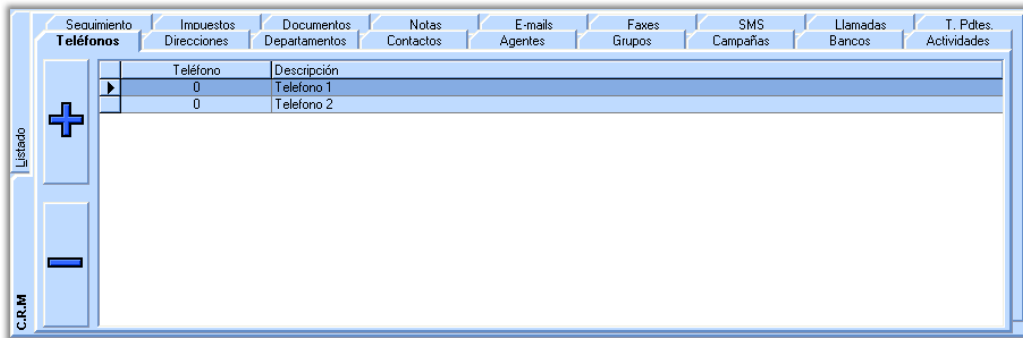 Seguimiento Impuestos Documentos Notas E-mails Faxes SMS Llamadas T. Pdtes.
Teléfonos Direcciones Departamentos Contactos Agentes Grupos Campañas Bancos Actividades
Teléfono Descripción
0 Telefono 1
0 Telefono 2
Listado
C.R.M